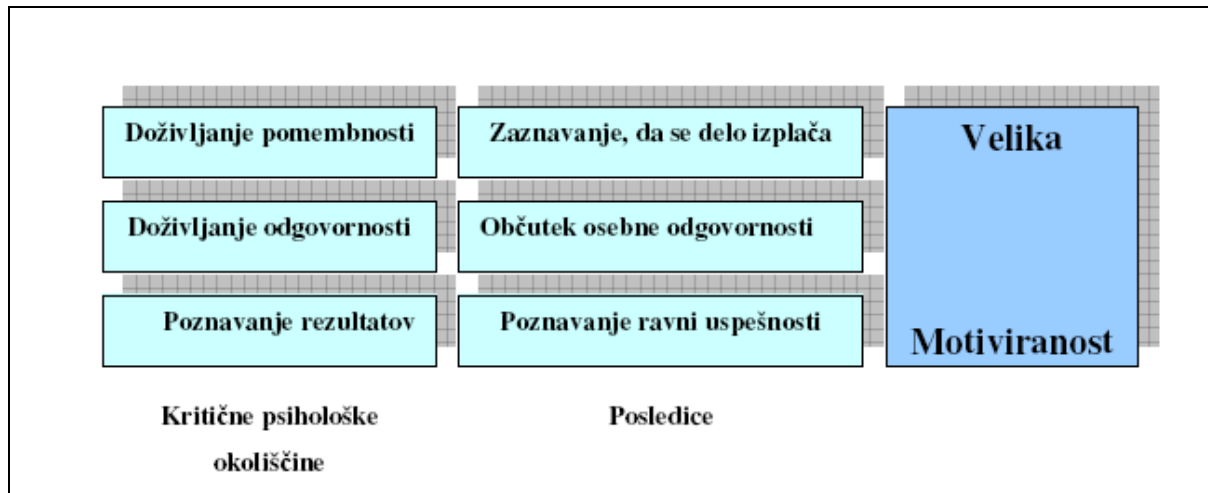 Doživljanje pomembnosti
Zaznavanje, da se delo izplača
Velika
Doživljanje odgovornosti
Občutek osebne odgovornosti
Poznavanje rezultatov
Poznavanje ravni uspešnosti
Motiviranost
Kritične psihološke
okoliščine
Posledice